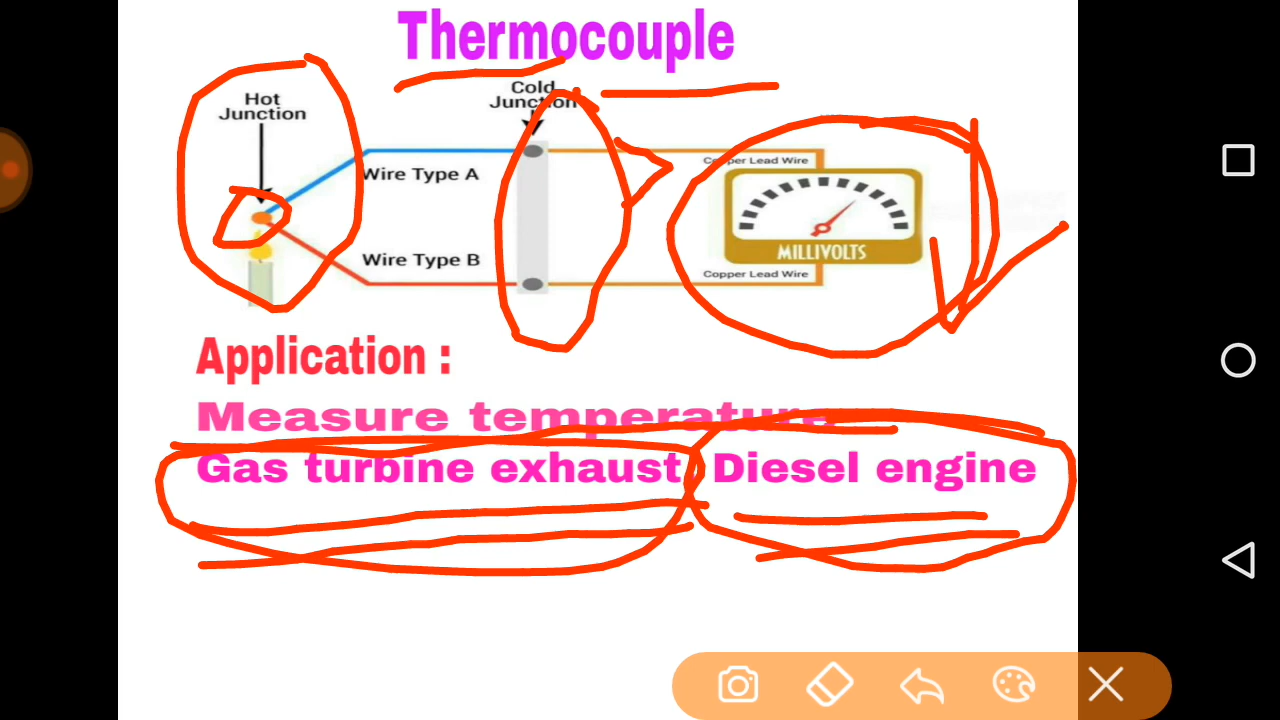 Thermocouple
Cold
Junction
Hot
Junction
Wire Type A
Copper Lead Wire
MILLIVOLTS
Wire Type B
Copper Lead Wire
Application :
Measure temperature
Gas turbine exhaust, Diesel engine